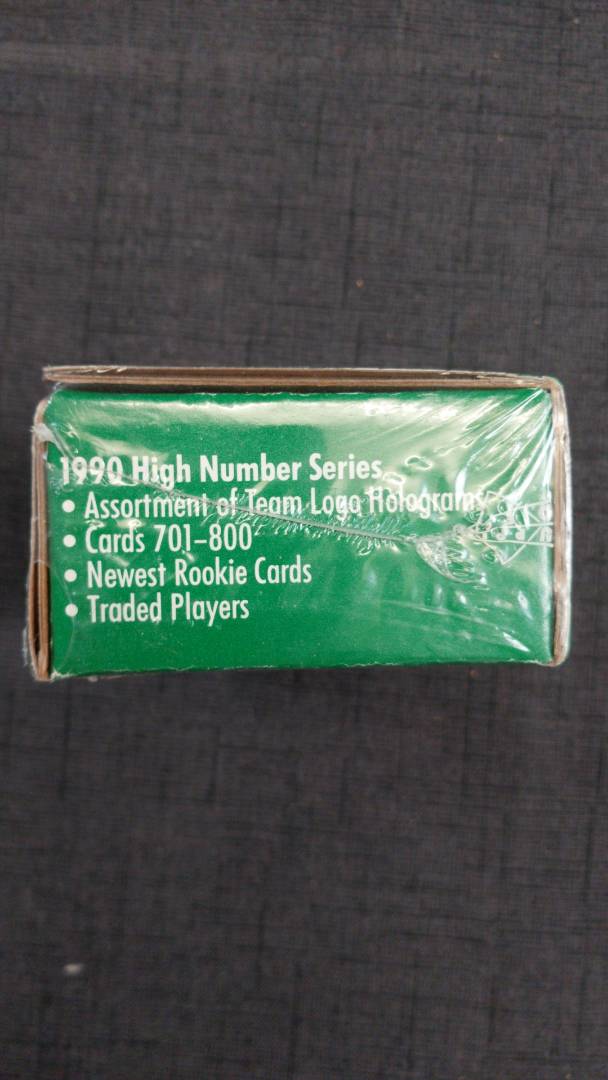 1990 High Number Series
• Assortment of Team Logo Holograms
• Cards 701–800
• Newest Rookie Cards
• Traded Players